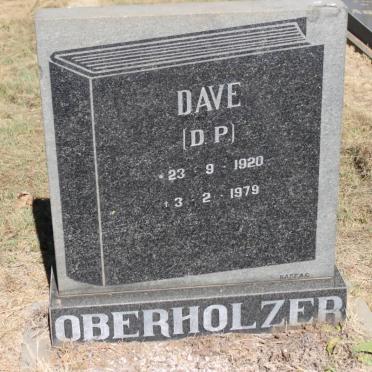 DAVE
(D.P.)
* 23 - 9 - 1920
† 3 - 2 - 1979
OBERHOLZER